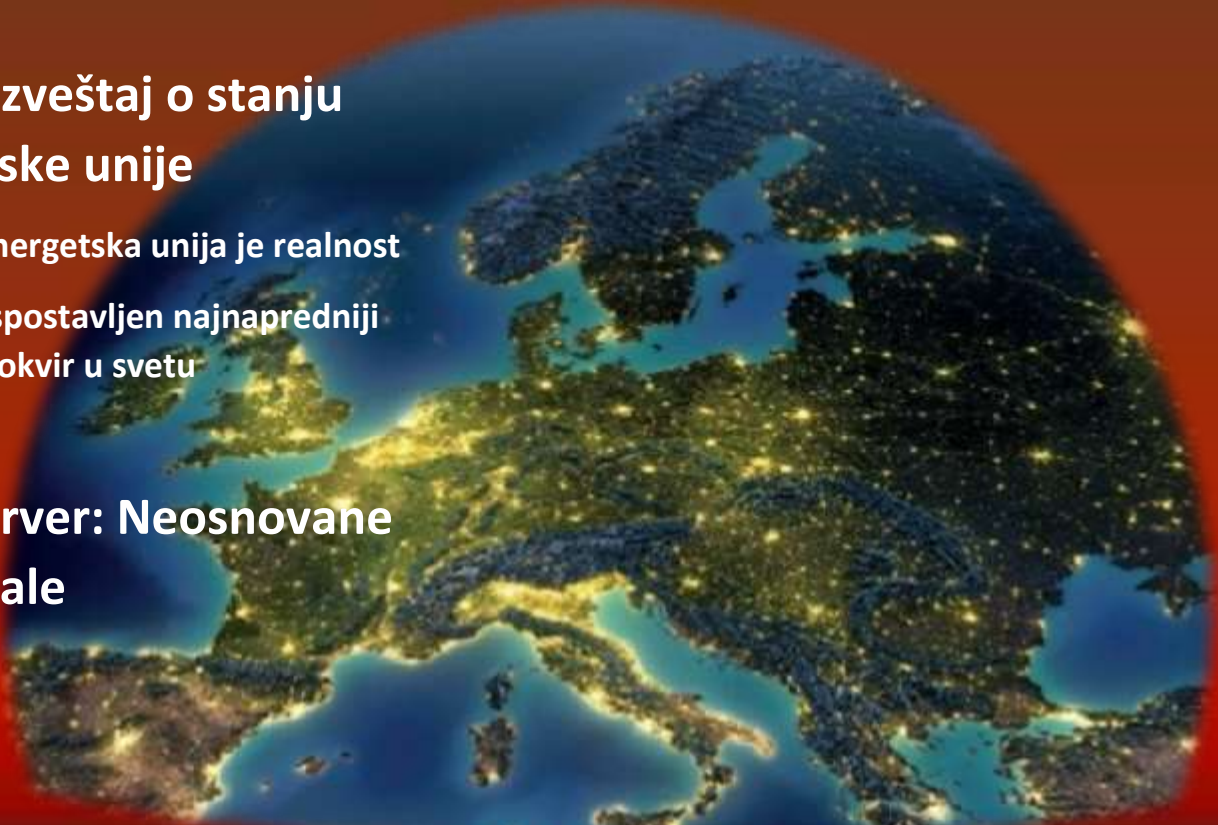 zveštaj o stanju
ske unije
nergetska unija je realnost
spostavljen najnapredniji
okvir u svetu
rver: Neosnovane
ale